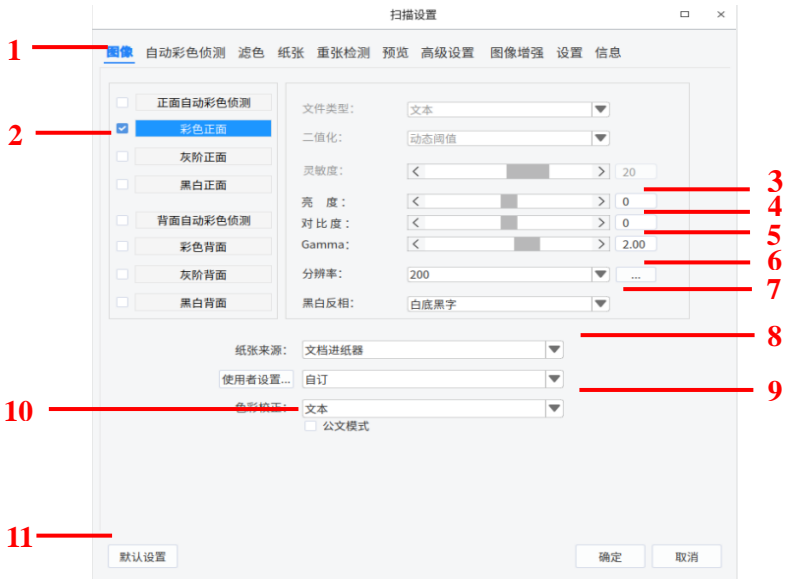 扫描设置
1
图像 自动彩色侦测 滤色 纸张 重张检测 预览 高级设置 图像增强 设置 信息
正面自动彩色侦测
2
彩色正面
灰阶正面
黑白正面
背面自动彩色侦测
彩色背面
灰阶背面
黑白背面
文件类型: 文本
二值化: 动态阈值
灵敏度: 20
3
亮 度: 0
4
对比度: 0
5
Gamma: 2.00
6
分辨率: 200 ...
7
黑白反相: 白底黑字
8
纸张来源: 文档进纸器
使用者设置... 自订
9
10
色彩校正: 文本
公文模式
11
默认设置 确定 取消